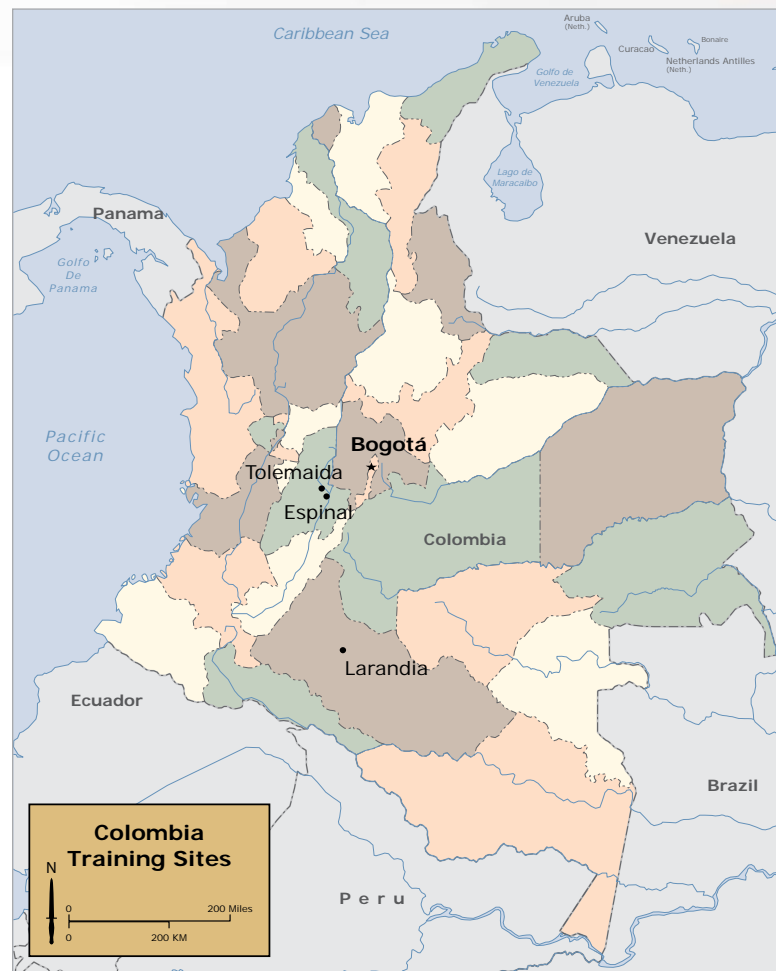 Caribbean Sea
Aruba
(Neth.)
Curacao
Bonaire
Netherlands Antilles
(Neth.)
Golfo de
Venezuela
Lago de
Maracaibo
Panama
Venezuela
Golfo
De
Panama
Pacific
Ocean
Bogotá
Tolemaida
Espinal
Colombia
Larandia
Ecuador
Brazil
Peru
Colombia
Training Sites
N
0
200 Miles
0
200 KM